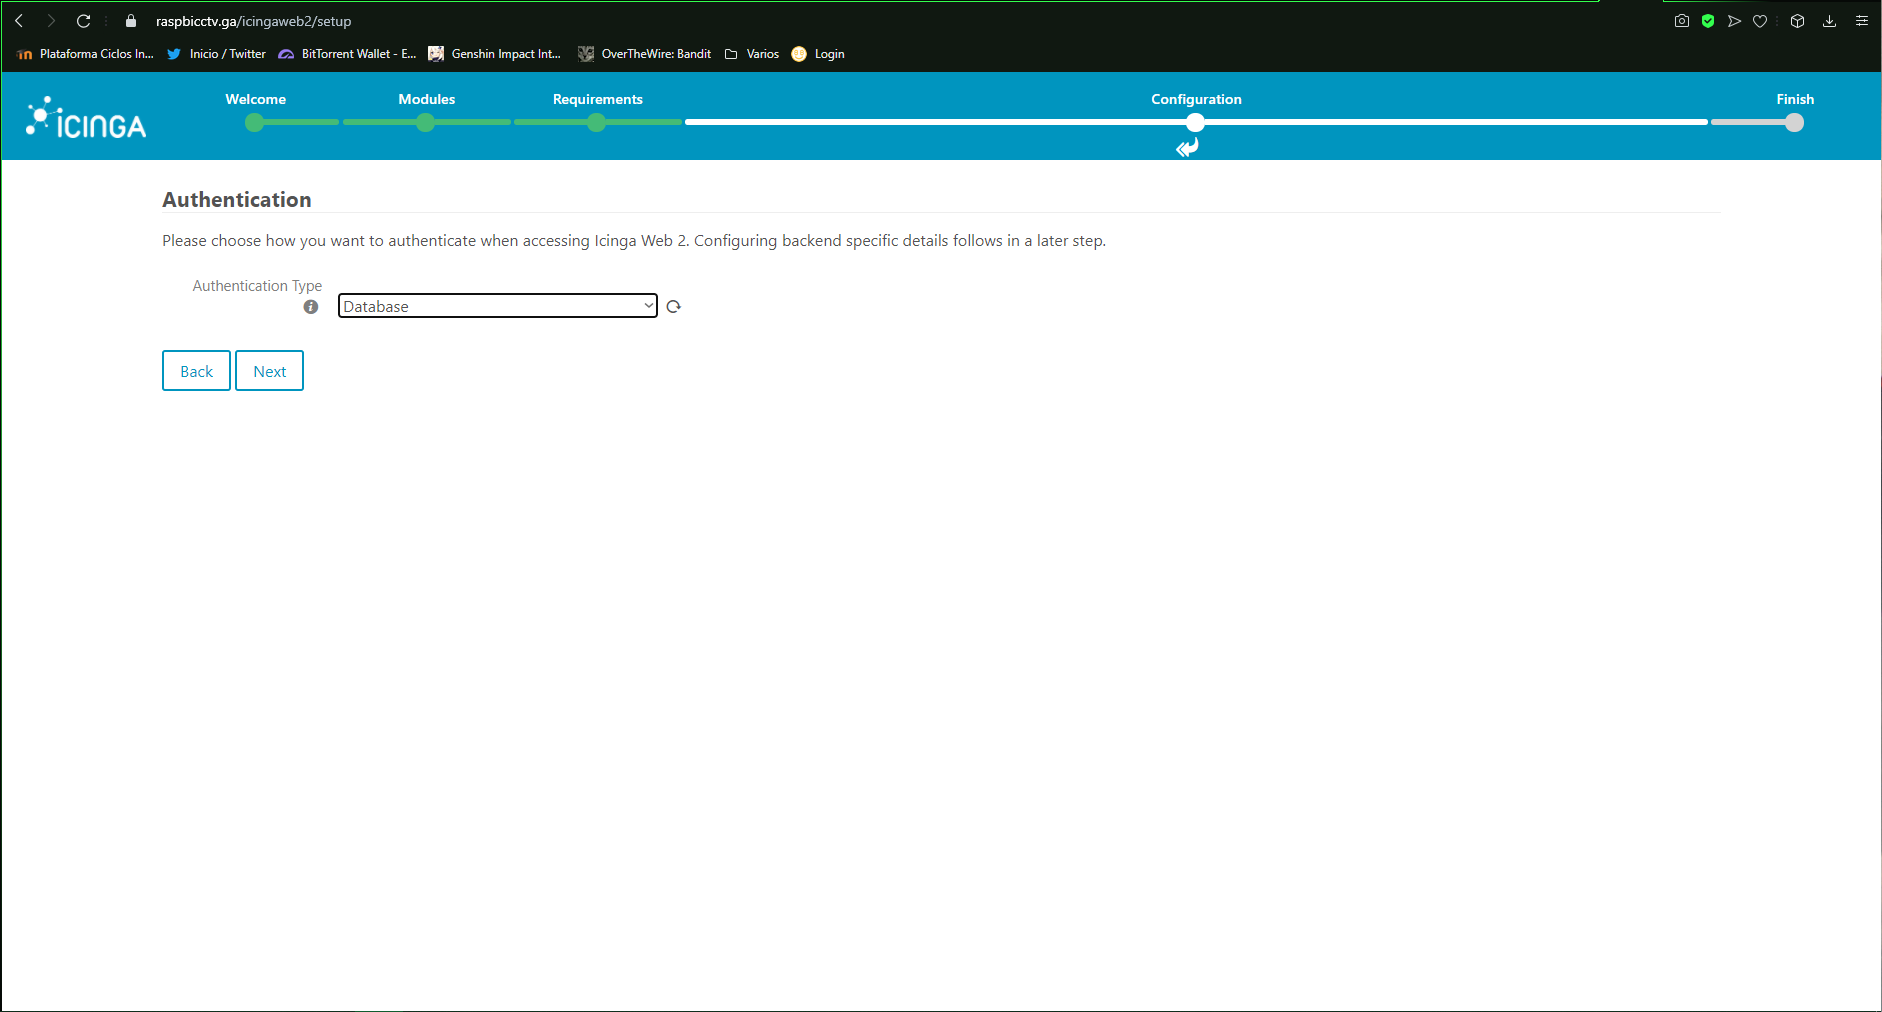 raspbicctv.ga/icingaweb2/setup
Plataforma Ciclos In... Inicio / Twitter BitTorrent Wallet - E... Genshin Impact Int... OverTheWire: Bandit Varios Login
Welcome Modules Requirements Configuration Finish
ICINGA
Authentication
Please choose how you want to authenticate when accessing Icinga Web 2. Configuring backend specific details follows in a later step.
Authentication Type
Database
Back Next